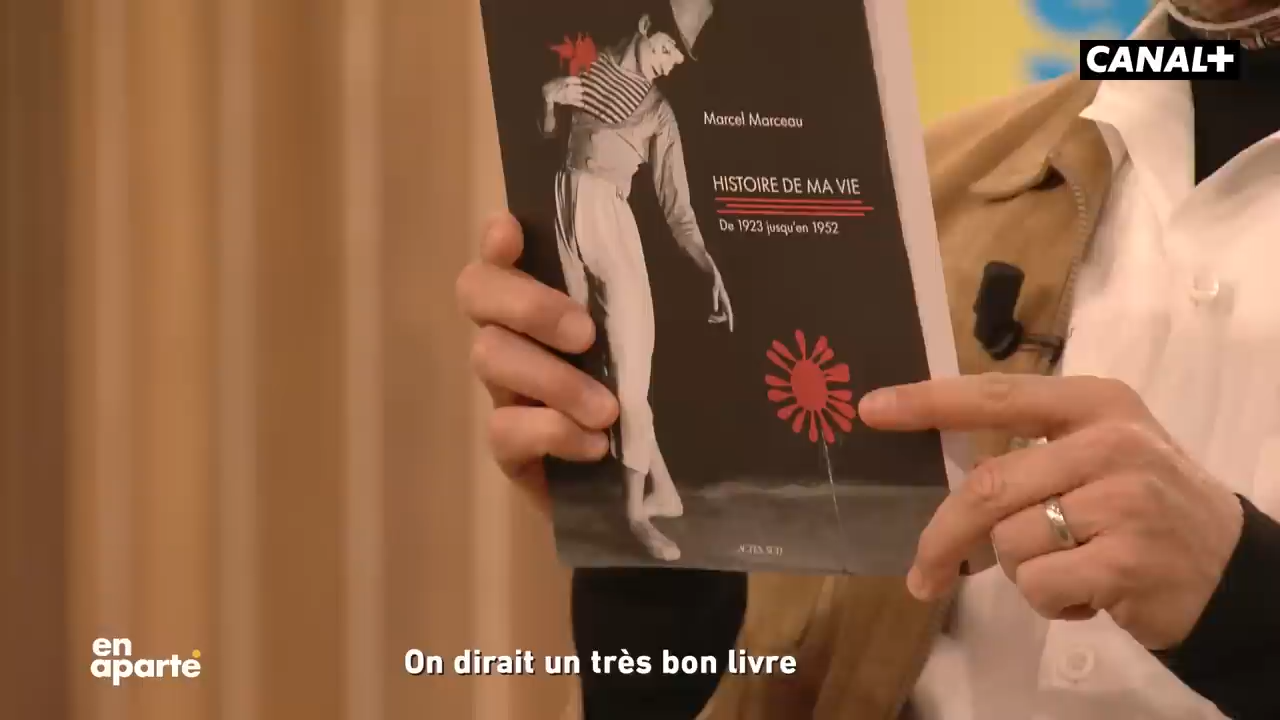 CANAL+
Marcel Marceau
HISTOIRE DE MA VIE
De 1923 jusqu'en 1952
ACTES SUD
en
aparté
On dirait un très bon livre